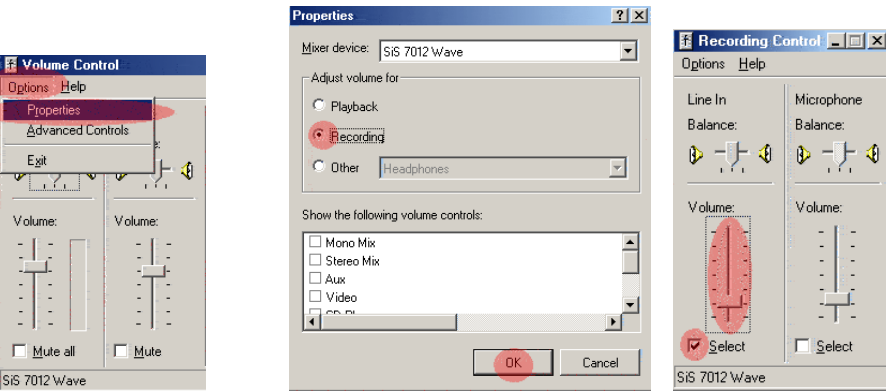 Volume Control
Options Help
Properties
Advanced Controls
Exit
Volume: Volume:
Mute all Mute
SiS 7012 Wave
Properties
Mixer device: SiS 7012 Wave
Adjust volume for
Playback
Recording
Other Headphones
Show the following volume controls:
Mono Mix
Stereo Mix
Aux
Video
OK Cancel
Recording Control
Options Help
Line In Microphone
Balance: Balance:
Volume: Volume:
Select Select
SiS 7012 Wave